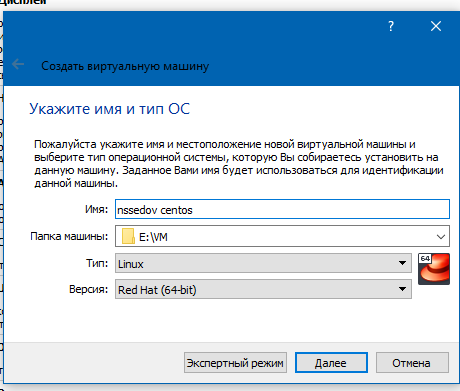 Дисплей
?
Создать виртуальную машину
Укажите имя и тип ОС
Пожалуйста укажите имя и местоположение новой виртуальной машины и
выберите тип операционной системы, которую Вы собираетесь установить на
данную машину. Заданное Вами имя будет использоваться для идентификации
данной машины.
Имя: nssedov centos
Папка машины: E:\VM
Тип: Linux
64
Версия: Red Hat (64-bit)
Экспертный режим Далее Отмена